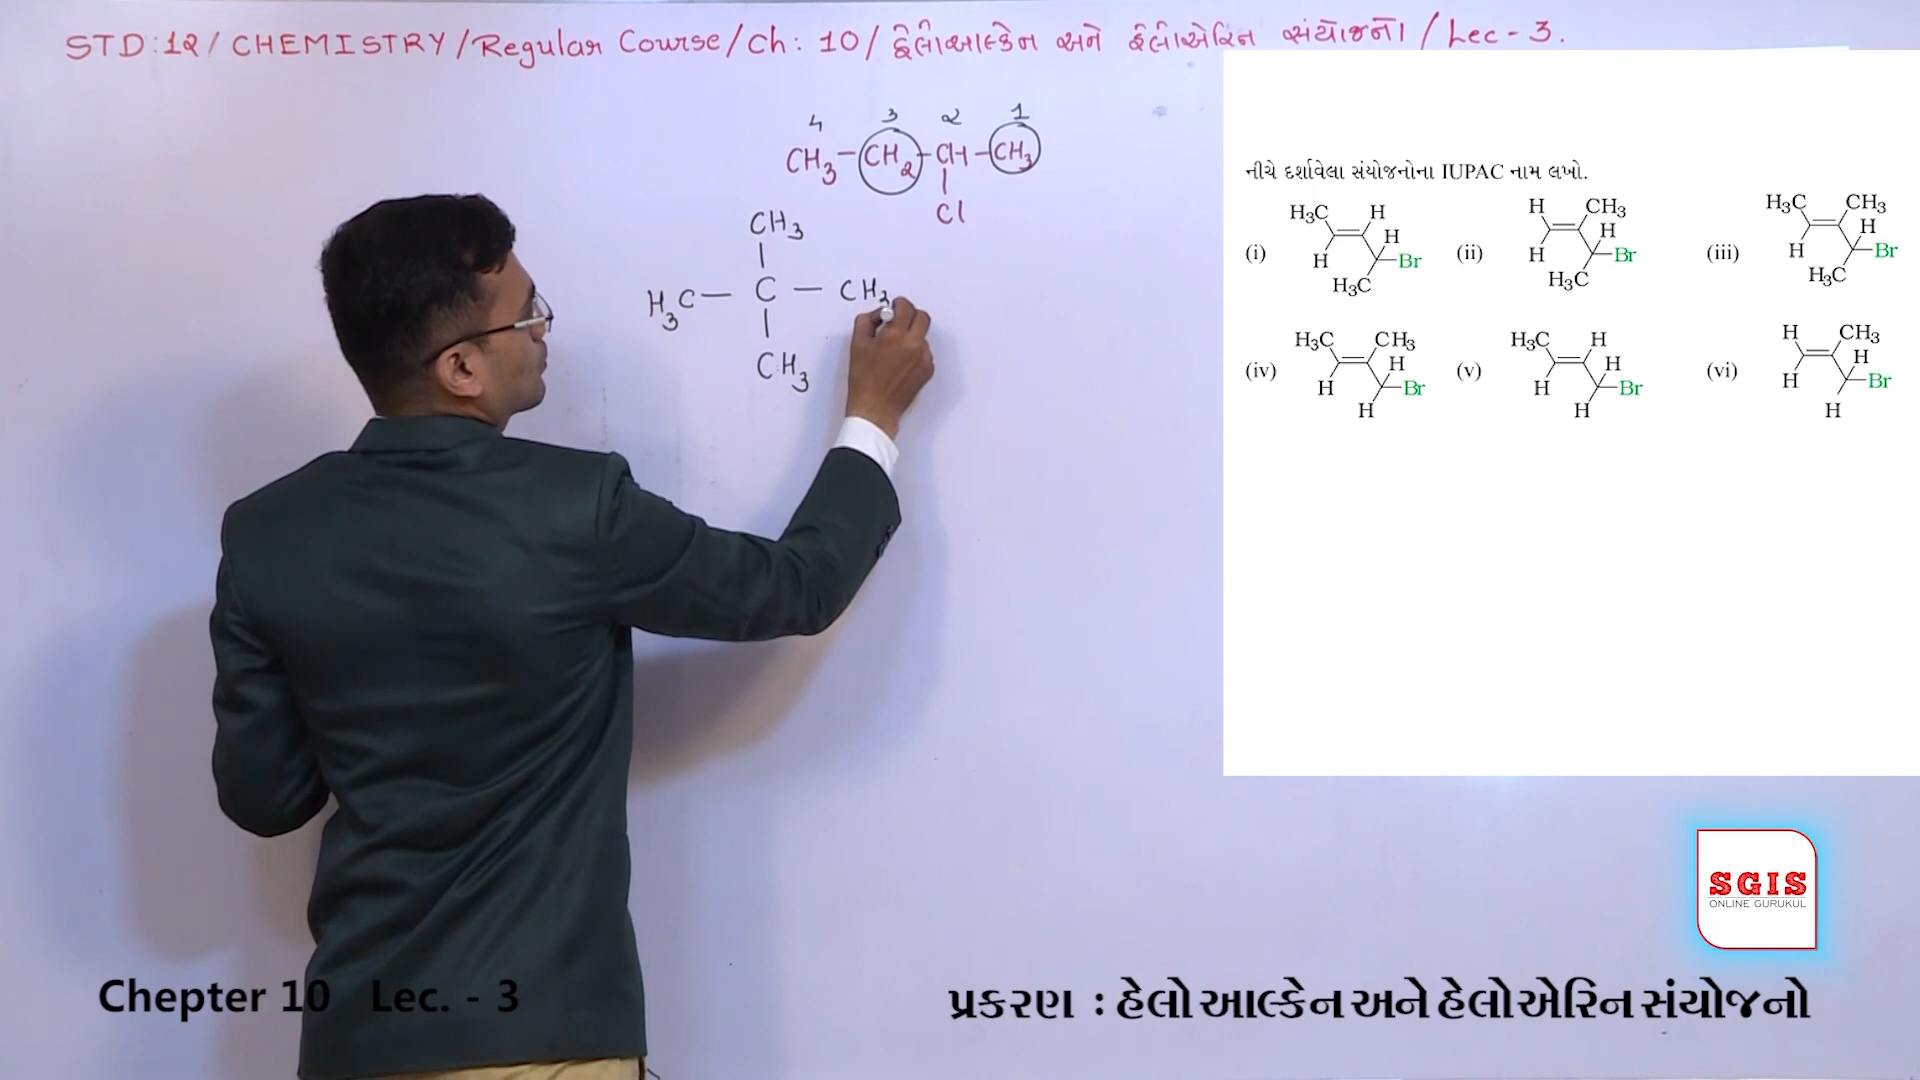 STD:12/CHEMISTRY/Regular Course/Ch: 10/હેલોઆલ્કેન અને હેલોએરિન સંયોજનો/Lec-3.
4 3 2 1
CH3-CH2-CH-CH3
Cl
CH3
H3C-C-CH3
CH3
નીચે દર્શાવેલા સંયોજનોના IUPAC નામ લખો.
(i) H3C H H H Br H3C
(ii) H CH3 H H Br H3C
(iii) H3C CH3 H H Br H3C
(iv) H3C CH3 H H Br H
(v) H3C H H H Br H
(vi) H CH3 H H Br H
SGIS
ONLINE GURUKUL
Chepter 10 Lec. - 3
પ્રકરણ : હેલો આલ્કેન અને હેલોએરિન સંયોજનો